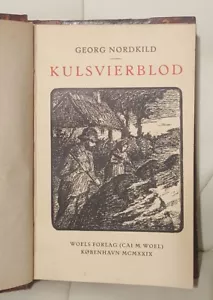 GEORG NORDKILD
KULSVIERBLOD
WOELS FORLAG (CAI M. WOEL)
KØBENHAVN MCMXXIX